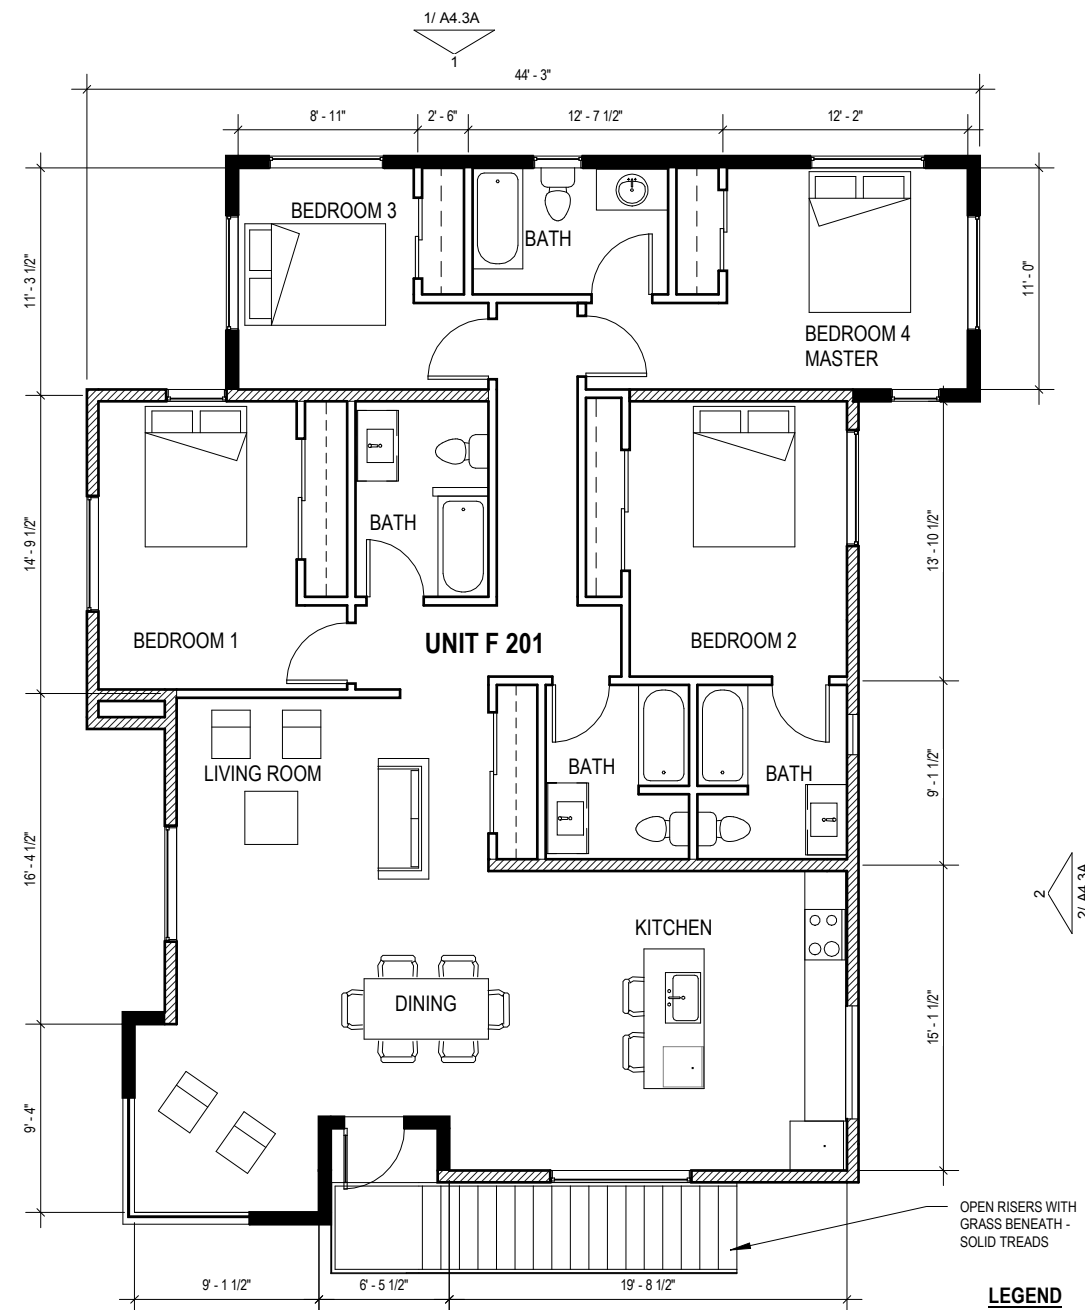 1/ A4.3A
1
44' - 3"
8' - 11"
2' - 6"
12' - 7 1/2"
12' - 2"
BEDROOM 3
BATH
BEDROOM 4
MASTER
11' - 3 1/2"
11' - 0"
14' - 9 1/2"
13' - 10 1/2"
BATH
BEDROOM 1
UNIT F 201
BEDROOM 2
LIVING ROOM
BATH
BATH
9' - 1 1/2"
16' - 4 1/2"
2
2/ A4.3A
KITCHEN
DINING
15' - 1 1/2"
9' - 4"
OPEN RISERS WITH
GRASS BENEATH -
SOLID TREADS
9' - 1 1/2"
6' - 5 1/2"
19' - 8 1/2"
LEGEND